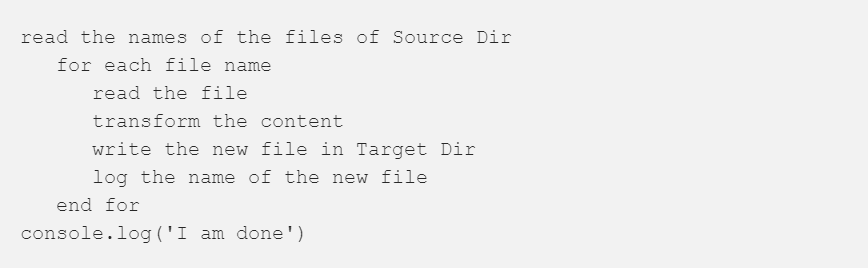 read the names of the files of Source Dir
for each file name
read the file
transform the content
write the new file in Target Dir
log the name of the new file
end for
console.log('I am done')